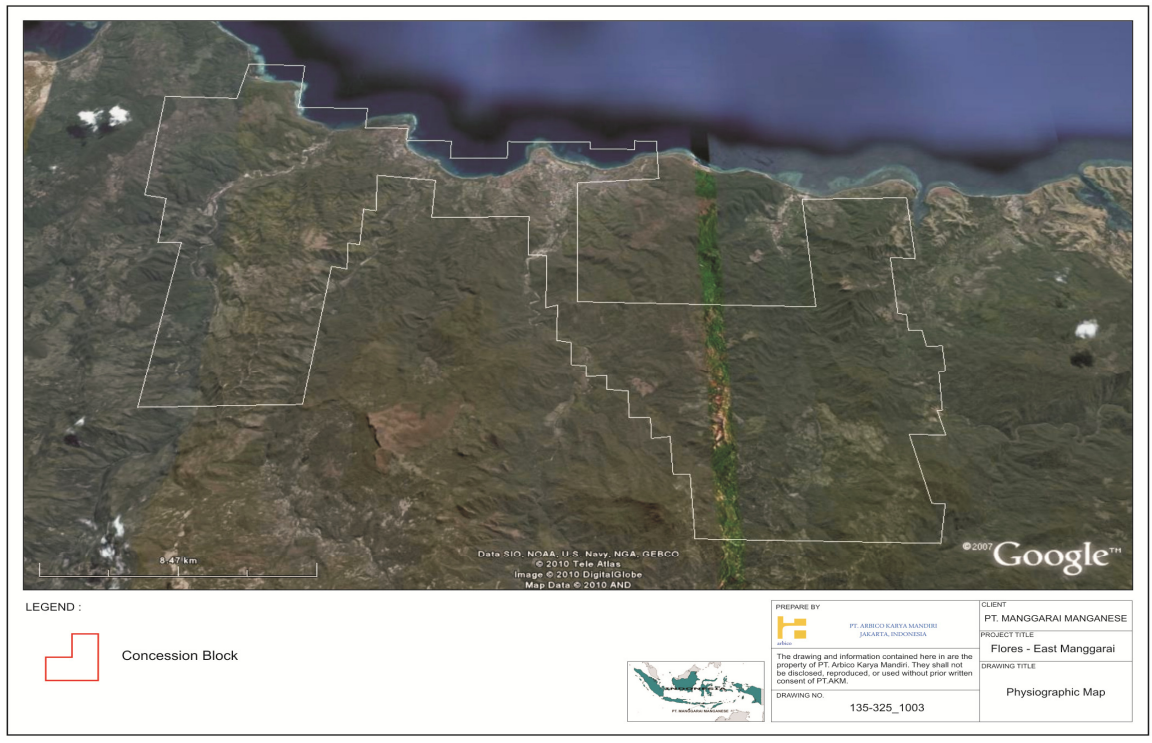 8.47 km
Data SIO, NOAA, U.S. Navy, NGA, GEBCO
© 2010 Tele Atlas
Image © 2010 DigitalGlobe
Map Data © 2010 AND
©2007 Google™
LEGEND :
Concession Block
PT. MANGGARAI MANGANESE
PREPARE BY
arbico
PT. ARBICO KARYA MANDIRI
JAKARTA, INDONESIA
The drawing and information contained here in are the
property of PT. Arbico Karya Mandiri. They shall not
be disclosed, reproduced, or used without prior written
consent of PT.AKM.
DRAWING NO.
135-325_1003
CLIENT
PT. MANGGARAI MANGANESE
PROJECT TITLE
Flores - East Manggarai
DRAWING TITLE
Physiographic Map